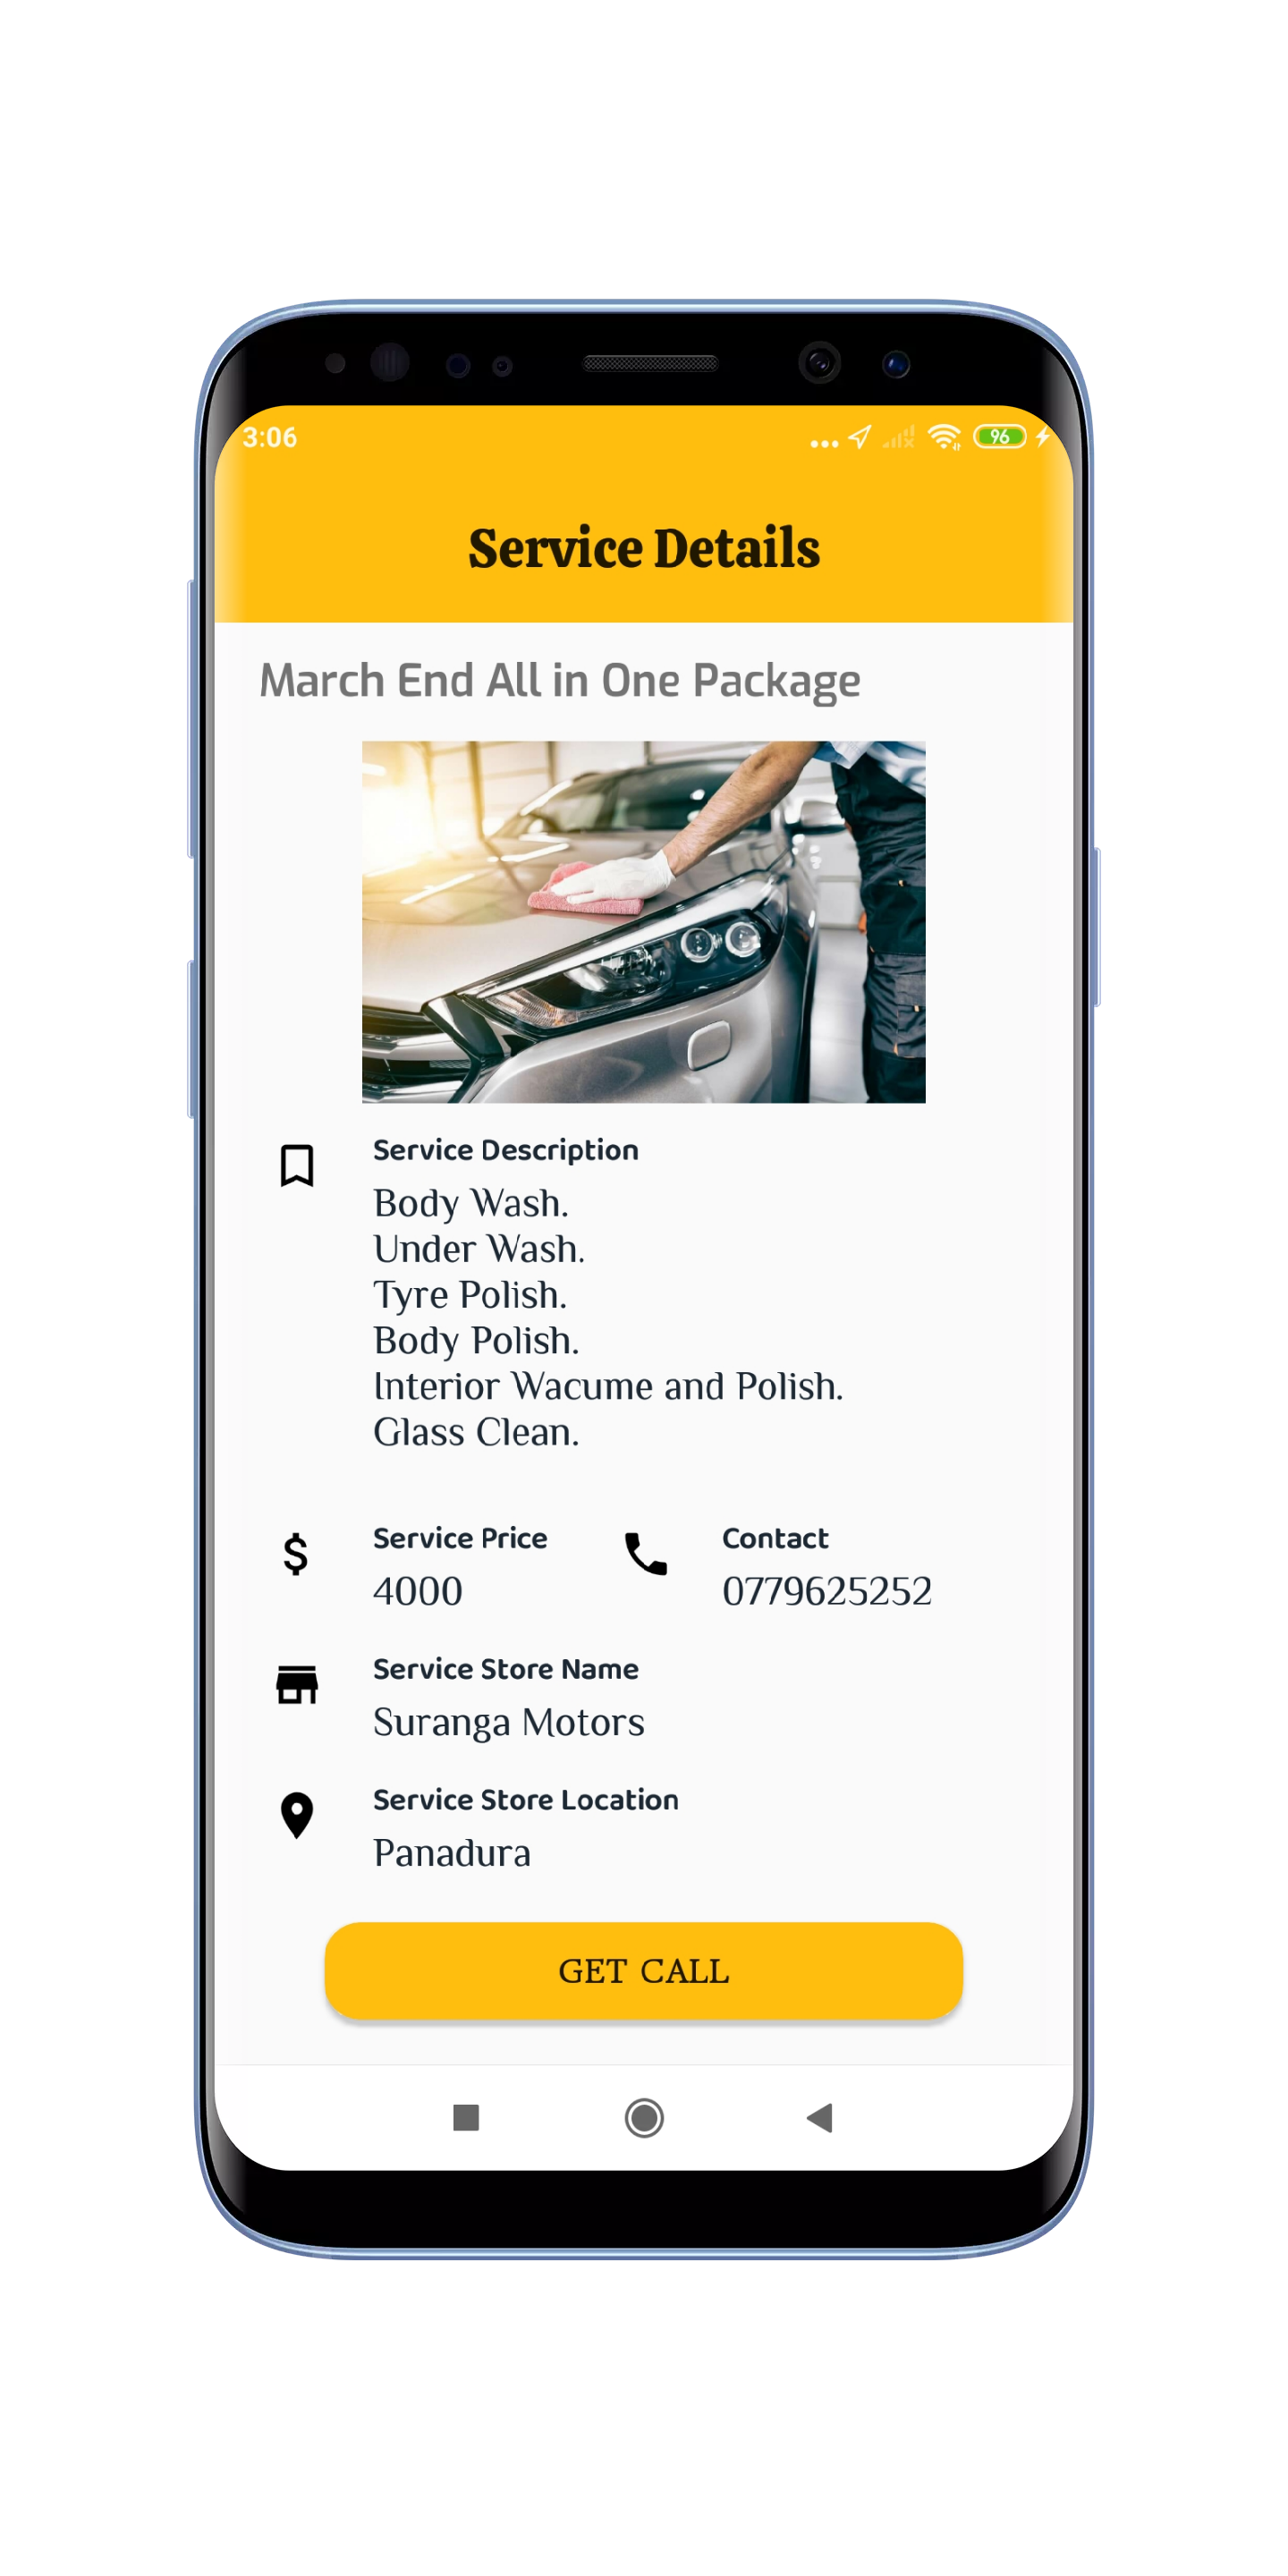 3:06
96
Service Details
March End All in One Package
Service Description
Body Wash.
Under Wash.
Tyre Polish.
Body Polish.
Interior Wacume and Polish.
Glass Clean.
Service Price
4000
Contact
0779625252
Service Store Name
Suranga Motors
Service Store Location
Panadura
GET CALL